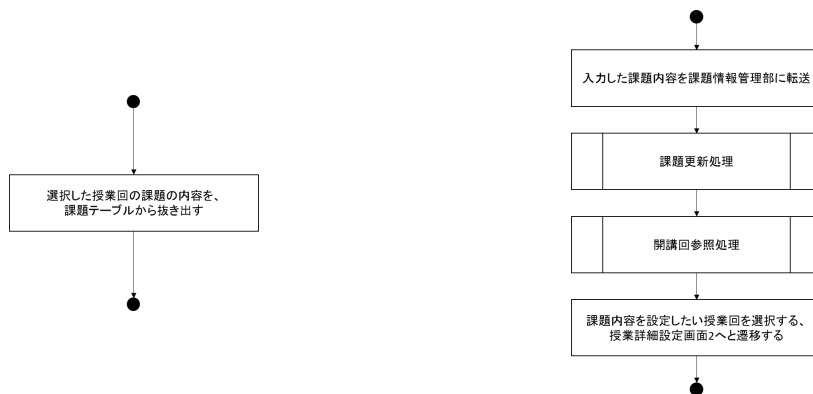 選択した授業回の課題の内容を、
課題テーブルから抜き出す
入力した課題内容を課題情報管理部に転送
課題更新処理
開講回参照処理
課題内容を設定したい授業回を選択する、
授業詳細設定画面2へと遷移する